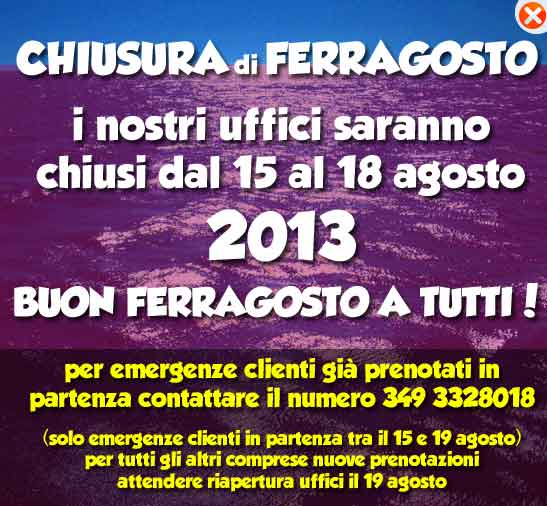 CHIUSURA di FERRAGOSTO
i nostri uffici saranno
chiusi dal 15 al 18 agosto
2013
BUON FERRAGOSTO A TUTTI!
per emergenze clienti già prenotati in
partenza contattare il numero 349 3328018
(solo emergenze clienti in partenza tra il 15 e 19 agosto)
per tutti gli altri comprese nuove prenotazioni
attendere riapertura uffici il 19 agosto